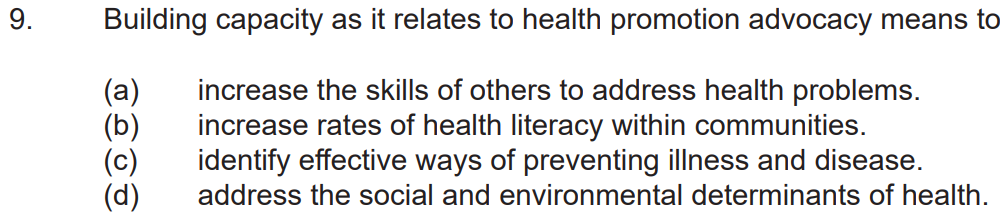 9. Building capacity as it relates to health promotion advocacy means to
(a) increase the skills of others to address health problems.
(b) increase rates of health literacy within communities.
(c) identify effective ways of preventing illness and disease.
(d) address the social and environmental determinants of health.